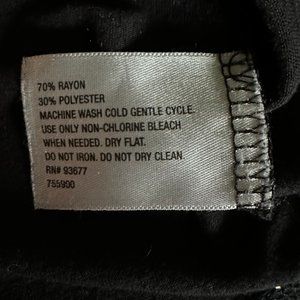 70% RAYON
30% POLYESTER
MACHINE WASH COLD GENTLE CYCLE.
USE ONLY NON-CHLORINE BLEACH
WHEN NEEDED. DRY FLAT.
DO NOT IRON. DO NOT DRY CLEAN.
RN# 93677
755900